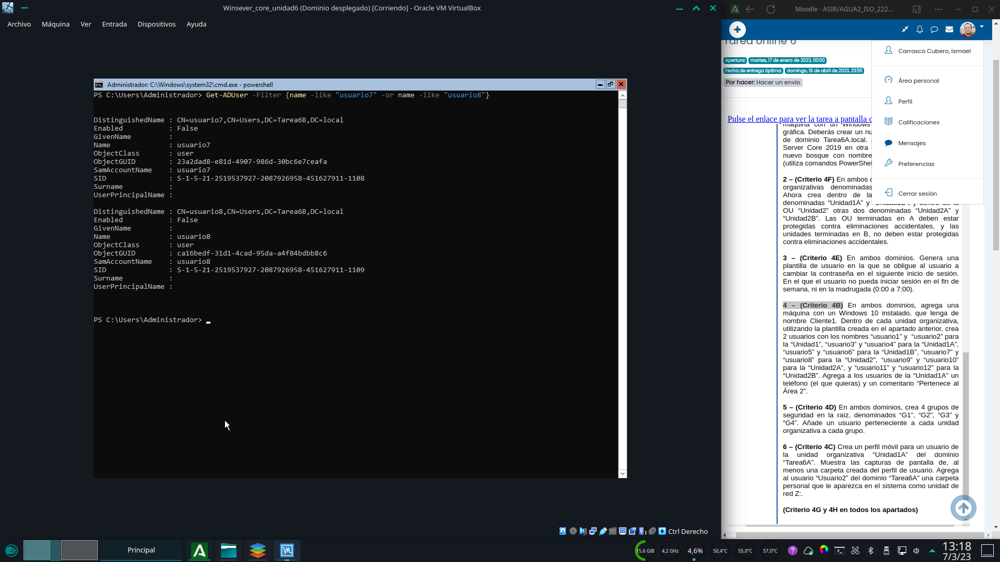 Winsever_core_unidad6 (Dominio desplegado) [Corriendo] - Oracle VM VirtualBox
Archivo Máquina Ver Entrada Dispositivos Ayuda
Administrador: C:\Windows\system32\cmd.exe - powershell
PS C:\Users\Administrador> Get-ADUser -Filter {name -like "usuario7" -or name -like "usuario8"}
DistinguishedName : CN=usuario7,CN=Users,DC=Tarea6B,DC=local
Enabled : False
GivenName :
Name : usuario7
ObjectClass : user
ObjectGUID : 23a2dad8-e81d-4907-986d-30bc6e7ceafa
SamAccountName : usuario7
SID : S-1-5-21-2519537927-2087926958-451627911-1108
Surname :
UserPrincipalName :
DistinguishedName : CN=usuario8,CN=Users,DC=Tarea6B,DC=local
Enabled : False
GivenName :
Name : usuario8
ObjectClass : user
ObjectGUID : ca16bedf-31d1-4cad-95da-a4f84bdbb8c6
SamAccountName : usuario8
SID : S-1-5-21-2519537927-2087926958-451627911-1109
Surname :
UserPrincipalName :
PS C:\Users\Administrador>
Ctrl Derecho
Moodle - ASIR/AGUA2_ISO_222...
Tarea online 6
Apertura: martes, 17 de enero de 2023, 00:00
Fecha de entrega óptima: domingo, 16 de abril de 2023, 23:55
Por hacer: Hacer un envío
Carrasco Cubero, Ismael
Área personal
Perfil
Calificaciones
Mensajes
Preferencias
Cerrar sesión
Pulse el enlace para ver la tarea a pantalla c
máquina con un Windows
gráfica. Deberás crear un nu
de dominio Tarea6A.local.
Server Core 2019 en otra
nuevo bosque con nombre
(utiliza comandos PowerShel
2 – (Criterio 4F) En ambos d
organizativas denominadas
Ahora crea dentro de la
denominadas “Unidad1A” y “Unidad1B”, y dentro de la
OU “Unidad2” otras dos denominadas “Unidad2A” y
“Unidad2B”. Las OU terminadas en A deben estar
protegidas contra eliminaciones accidentales, y las
unidades terminadas en B, no deben estar protegidas
contra eliminaciones accidentales.
3 – (Criterio 4E) En ambos dominios. Genera una
plantilla de usuario en la que se obligue al usuario a
cambiar la contraseña en el siguiente inicio de sesión.
En el que el usuario no pueda iniciar sesión en el fin de
semana, ni en la madrugada (0:00 a 7:00).
4 – (Criterio 4B) En ambos dominios, agrega una
máquina con un Windows 10 instalado, que tenga de
nombre Cliente1. Dentro de cada unidad organizativa,
utilizando la plantilla creada en el apartado anterior, crea
2 usuarios con los nombres “usuario1” y “usuario2” para
la “Unidad1”, “usuario3” y “usuario4” para la “Unidad1A”,
“usuario5” y “usuario6” para la “Unidad1B”, “usuario7” y
“usuario8” para la “Unidad2”, “usuario9” y “usuario10”
para la “Unidad2A”, y “usuario11” y “usuario12” para la
“Unidad2B”. Agrega a los usuarios de la “Unidad1A” un
teléfono (el que quieras) y un comentario “Pertenece al
Área 2”.
5 – (Criterio 4D) En ambos dominios, crea 4 grupos de
seguridad en la raíz, denominados “G1”, “G2”, “G3” y
“G4”. Añade un usuario perteneciente a cada unidad
organizativa a cada grupo.
6 – (Criterio 4C) Crea un perfil móvil para un usuario de
la unidad organizativa “Unidad1A” del dominio
“Tarea6A”. Muestra las capturas de pantalla de, al
menos una carpeta creada del perfil de usuario. Agrega
al usuario “Usuario2” del dominio “Tarea6A” una carpeta
personal que le aparezca en el sistema como unidad de
red Z:.
(Criterio 4G y 4H en todos los apartados)
Principal
15,6 GiB 4,2 GHz 4,6% 50,4°C 55,0°C 57,0°C
13:18
7/3/23